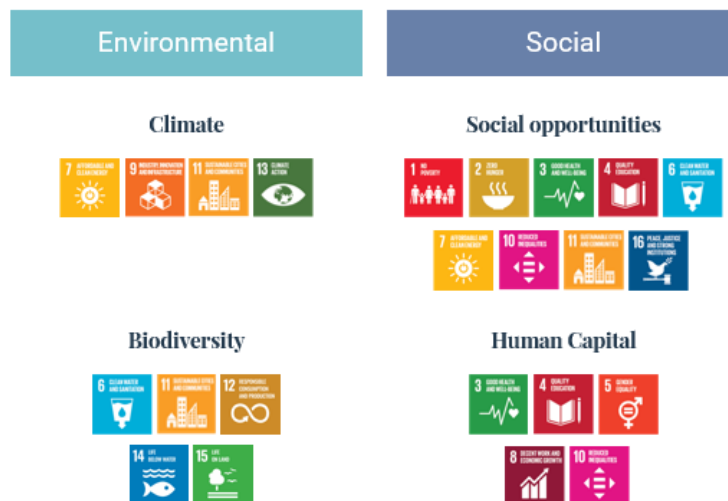 Environmental
Social
Climate
Social opportunities
7 AFFORDABLE AND
CLEAN ENERGY
9 INDUSTRY, INNOVATION
AND INFRASTRUCTURE
11 SUSTAINABLE CITIES
AND COMMUNITIES
13 CLIMATE
ACTION
1 NO
POVERTY
2 ZERO
HUNGER
3 GOOD HEALTH
AND WELL-BEING
4 QUALITY
EDUCATION
6 CLEAN WATER
AND SANITATION
7 AFFORDABLE AND
CLEAN ENERGY
10 REDUCED
INEQUALITIES
11 SUSTAINABLE CITIES
AND COMMUNITIES
16 PEACE, JUSTICE
AND STRONG
INSTITUTIONS
Biodiversity
Human Capital
6 CLEAN WATER
AND SANITATION
11 SUSTAINABLE CITIES
AND COMMUNITIES
12 RESPONSIBLE
CONSUMPTION
AND PRODUCTION
14 LIFE
BELOW WATER
15 LIFE
ON LAND
3 GOOD HEALTH
AND WELL-BEING
4 QUALITY
EDUCATION
5 GENDER
EQUALITY
8 DECENT WORK AND
ECONOMIC GROWTH
10 REDUCED
INEQUALITIES